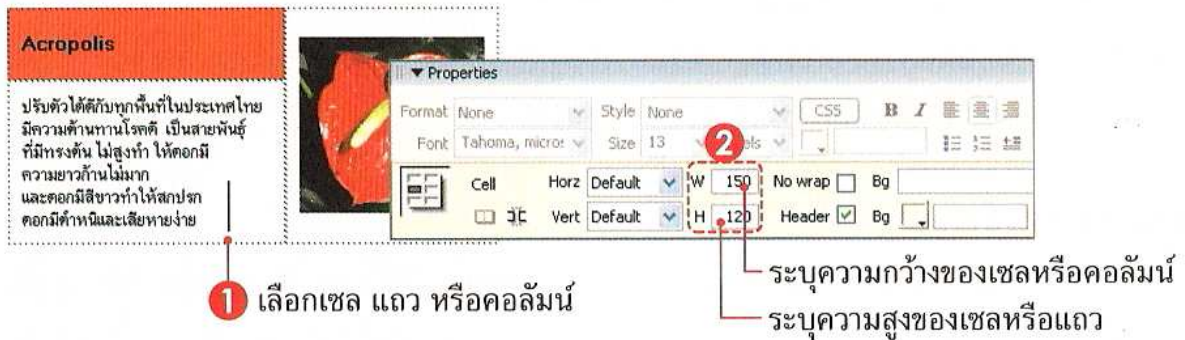 Acropolis
ปรับตัวได้ดีกับทุกพื้นที่ในประเทศไทย
มีความต้านทานโรคดี เป็นสายพันธุ์
ที่มีทรงต้น ไม่สูงทำ ให้ดอกมี
ความยาวก้านไม่มาก
และดอกมีสีขาวทำให้สกปรก
ดอกมีตำหนิและเสียหายง่าย
Properties
Format None Style None CSS B I
Font Tahoma, micros Size 13 els
2
Cell Horz Default W 150 No wrap Bg
Vert Default H 120 Header Bg
ระบุความกว้างของเซลหรือคอลัมน์
1 เลือกเซล แถว หรือคอลัมน์
ระบุความสูงของเซลหรือแถว